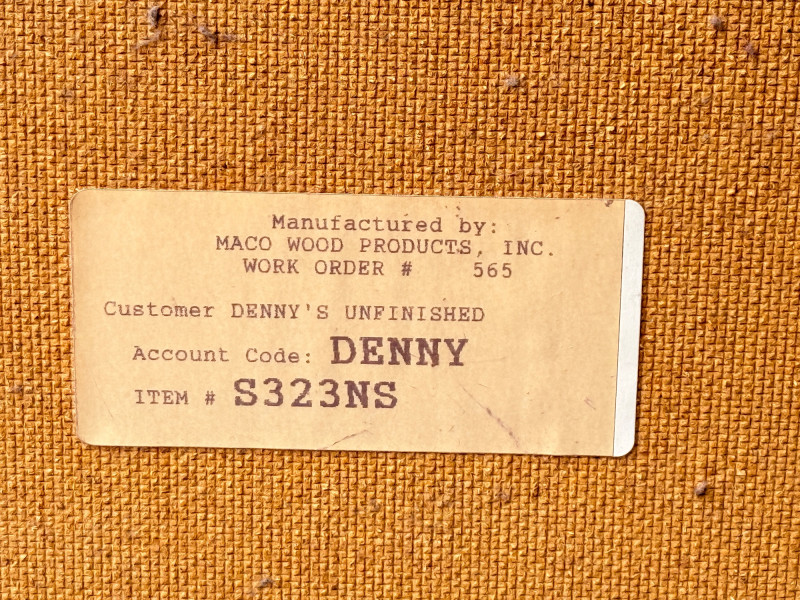 Manufactured by:
MACO WOOD PRODUCTS, INC.
WORK ORDER # 565
Customer DENNY'S UNFINISHED
Account Code: DENNY
ITEM # S323NS